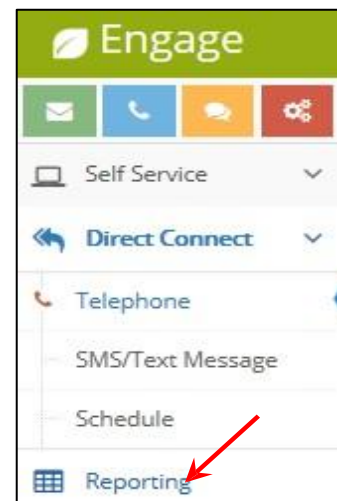 Engage
Self Service
Direct Connect
Telephone
SMS/Text Message
Schedule
Reporting